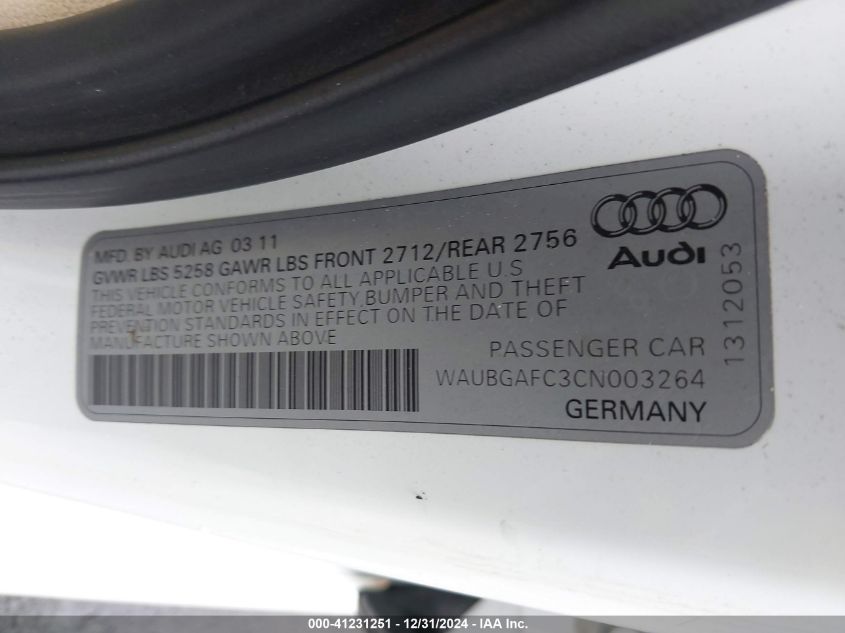 MFD. BY AUDI AG 03 11
GVWR LBS 5258 GAWR LBS FRONT 2712/REAR 2756
THIS VEHICLE CONFORMS TO ALL APPLICABLE U.S
FEDERAL MOTOR VEHICLE SAFETY, BUMPER AND THEFT
PREVENTION STANDARDS IN EFFECT ON THE DATE OF
MANUFACTURE SHOWN ABOVE
Audi
PASSENGER CAR
WAUBGAFC3CN003264
GERMANY
1312053
000-41231251 - 12/31/2024 - IAA Inc.